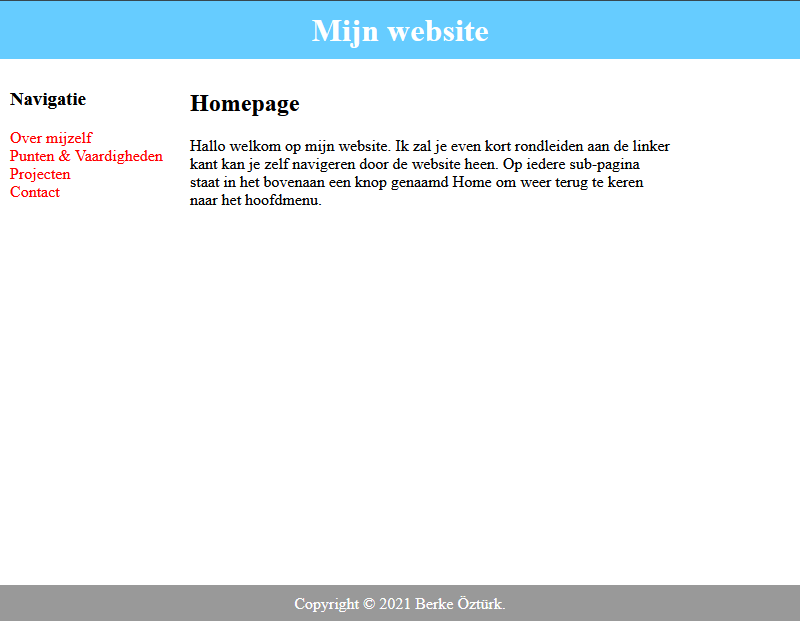 Mijn website
Navigatie
Over mijzelf
Punten & Vaardigheden
Projecten
Contact
Homepage
Hallo welkom op mijn website. Ik zal je even kort rondleiden aan de linker
kant kan je zelf navigeren door de website heen. Op iedere sub-pagina
staat in het bovenaan een knop genaamd Home om weer terug te keren
naar het hoofdmenu.
Copyright © 2021 Berke Öztürk.